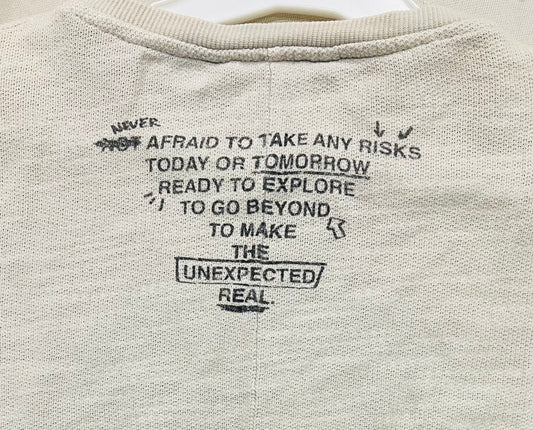 NEVER
NOT AFRAID TO TAKE ANY RISKS
TODAY OR TOMORROW
READY TO EXPLORE
TO GO BEYOND
TO MAKE
THE
UNEXPECTED
REAL.